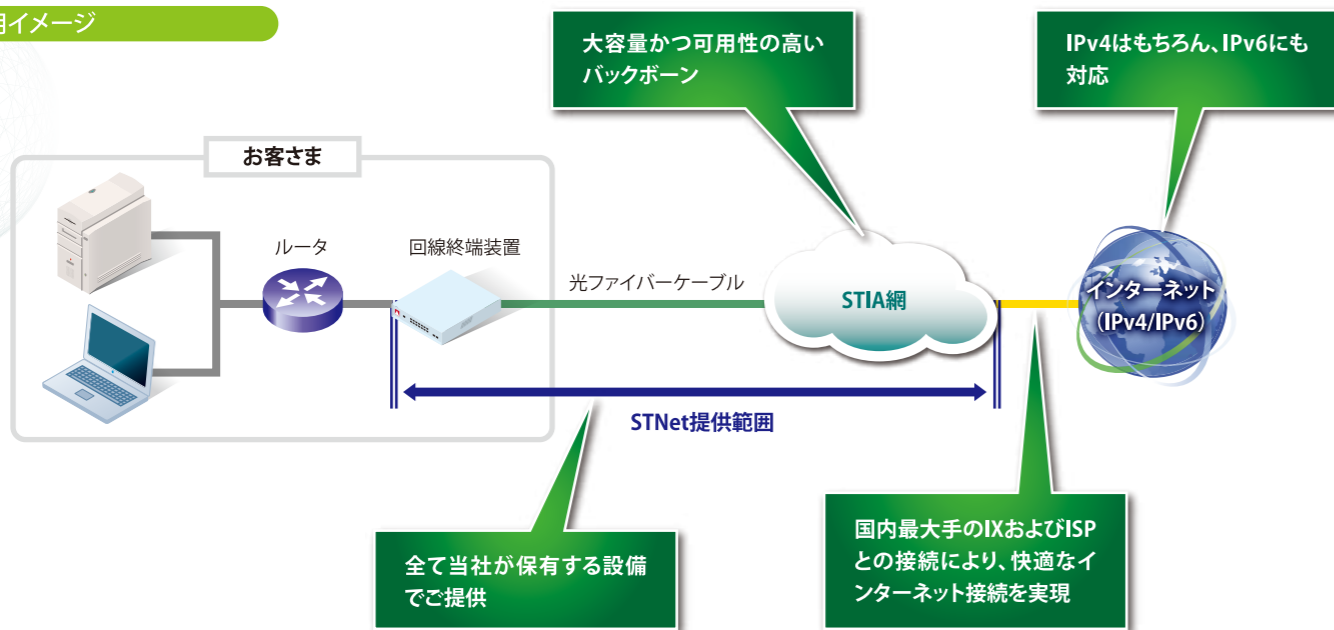 用イメージ
大容量かつ可用性の高い
バックボーン
IPv4はもちろん、IPv6にも
対応
お客さま
ルータ
回線終端装置
光ファイバーケーブル
STIA網
インターネット
（IPv4/IPv6）
STNet提供範囲
全て当社が保有する設備
でご提供
国内最大手のIXおよびISP
との接続により、快適なイ
ンターネット接続を実現